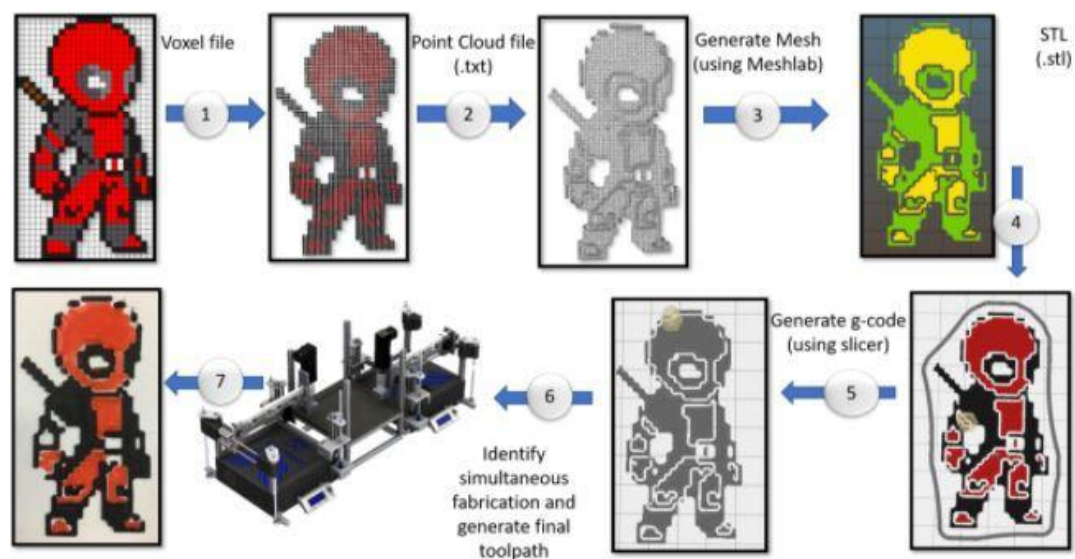 Voxel file
1
Point Cloud file
(.txt)
2
Generate Mesh
(using Meshlab)
3
STL
(.stl)
4
Generate g-code
(using slicer)
5
6
Identify
simultaneous
fabrication and
generate final
toolpath
7